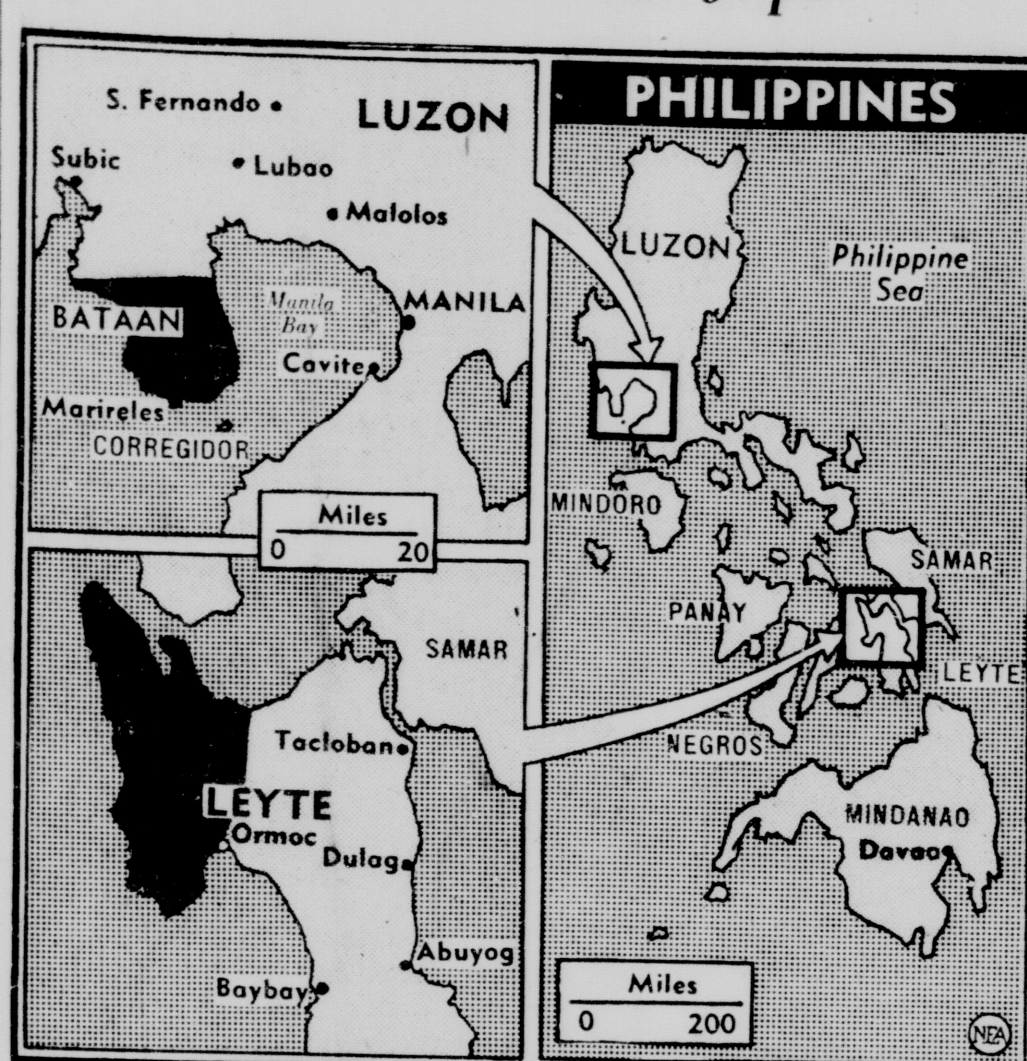 S. Fernando
LUZON
Subic
Lubao
Malolos
BATAAN
Manila
Bay
MANILA
Cavite
Marireles
CORREGIDOR
Miles
0 20
SAMAR
Tacloban
LEYTE
Ormoc
Dulag
Abuyog
Baybay
PHILIPPINES
LUZON
Philippine
Sea
MINDORO
SAMAR
PANAY
LEYTE
NEGROS
MINDANAO
Davao
Miles
0 200
NEA